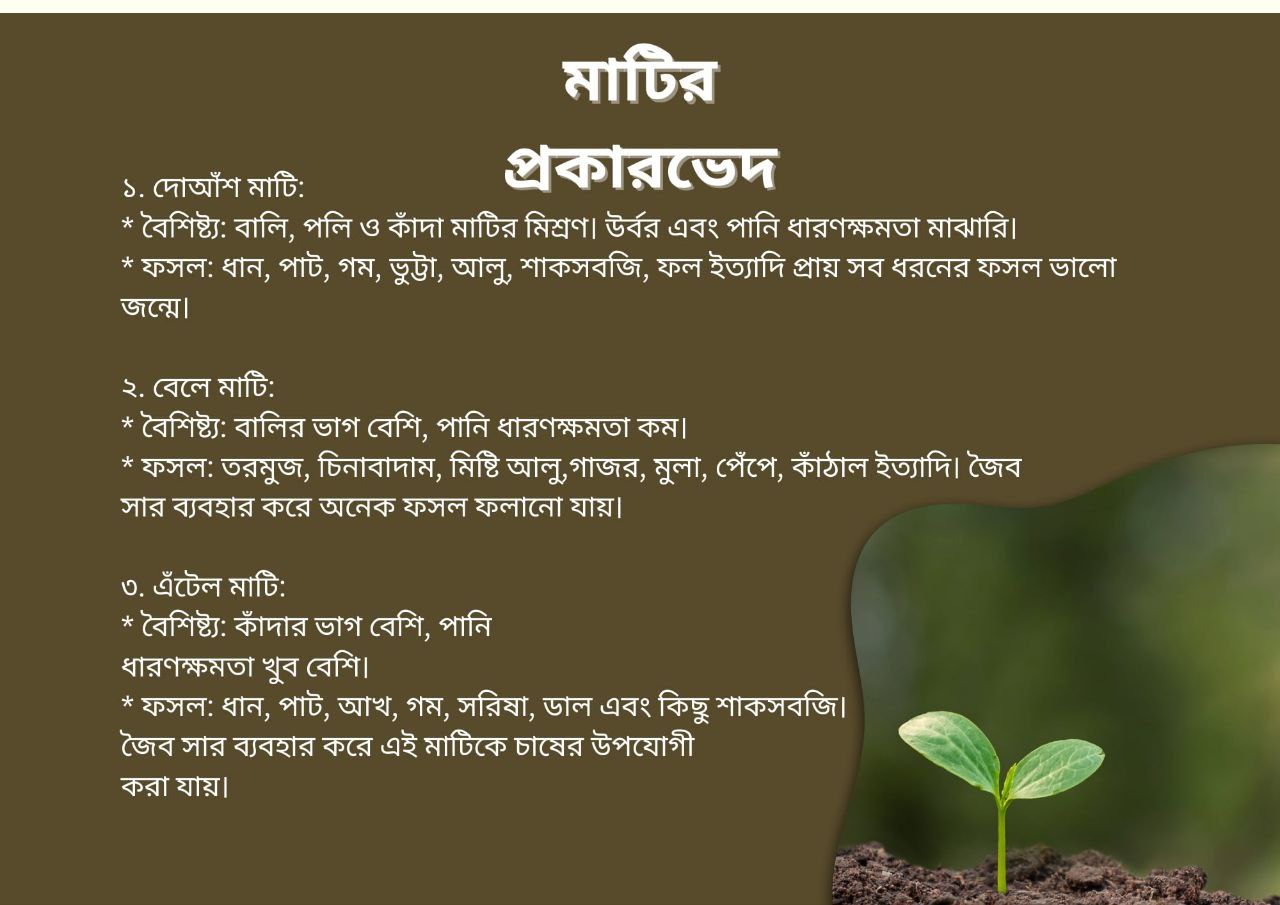 মাটির
প্রকারভেদ
১. দোআঁশ মাটি:
* বৈশিষ্ট্য: বালি, পলি ও কাঁদা মাটির মিশ্রণ। উর্বর এবং পানি ধারণক্ষমতা মাঝারি।
* ফসল: ধান, পাট, গম, ভুট্টা, আলু, শাকসবজি, ফল ইত্যাদি প্রায় সব ধরনের ফসল ভালো
জন্মে।
২. বেলে মাটি:
* বৈশিষ্ট্য: বালির ভাগ বেশি, পানি ধারণক্ষমতা কম।
* ফসল: তরমুজ, চিনাবাদাম, মিষ্টি আলু,গাজর, মুলা, পেঁপে, কাঁঠাল ইত্যাদি। জৈব
সার ব্যবহার করে অনেক ফসল ফলানো যায়।
৩. এঁটেল মাটি:
* বৈশিষ্ট্য: কাঁদার ভাগ বেশি, পানি
ধারণক্ষমতা খুব বেশি।
* ফসল: ধান, পাট, আখ, গম, সরিষা, ডাল এবং কিছু শাকসবজি।
জৈব সার ব্যবহার করে এই মাটিকে চাষের উপযোগী
করা যায়।